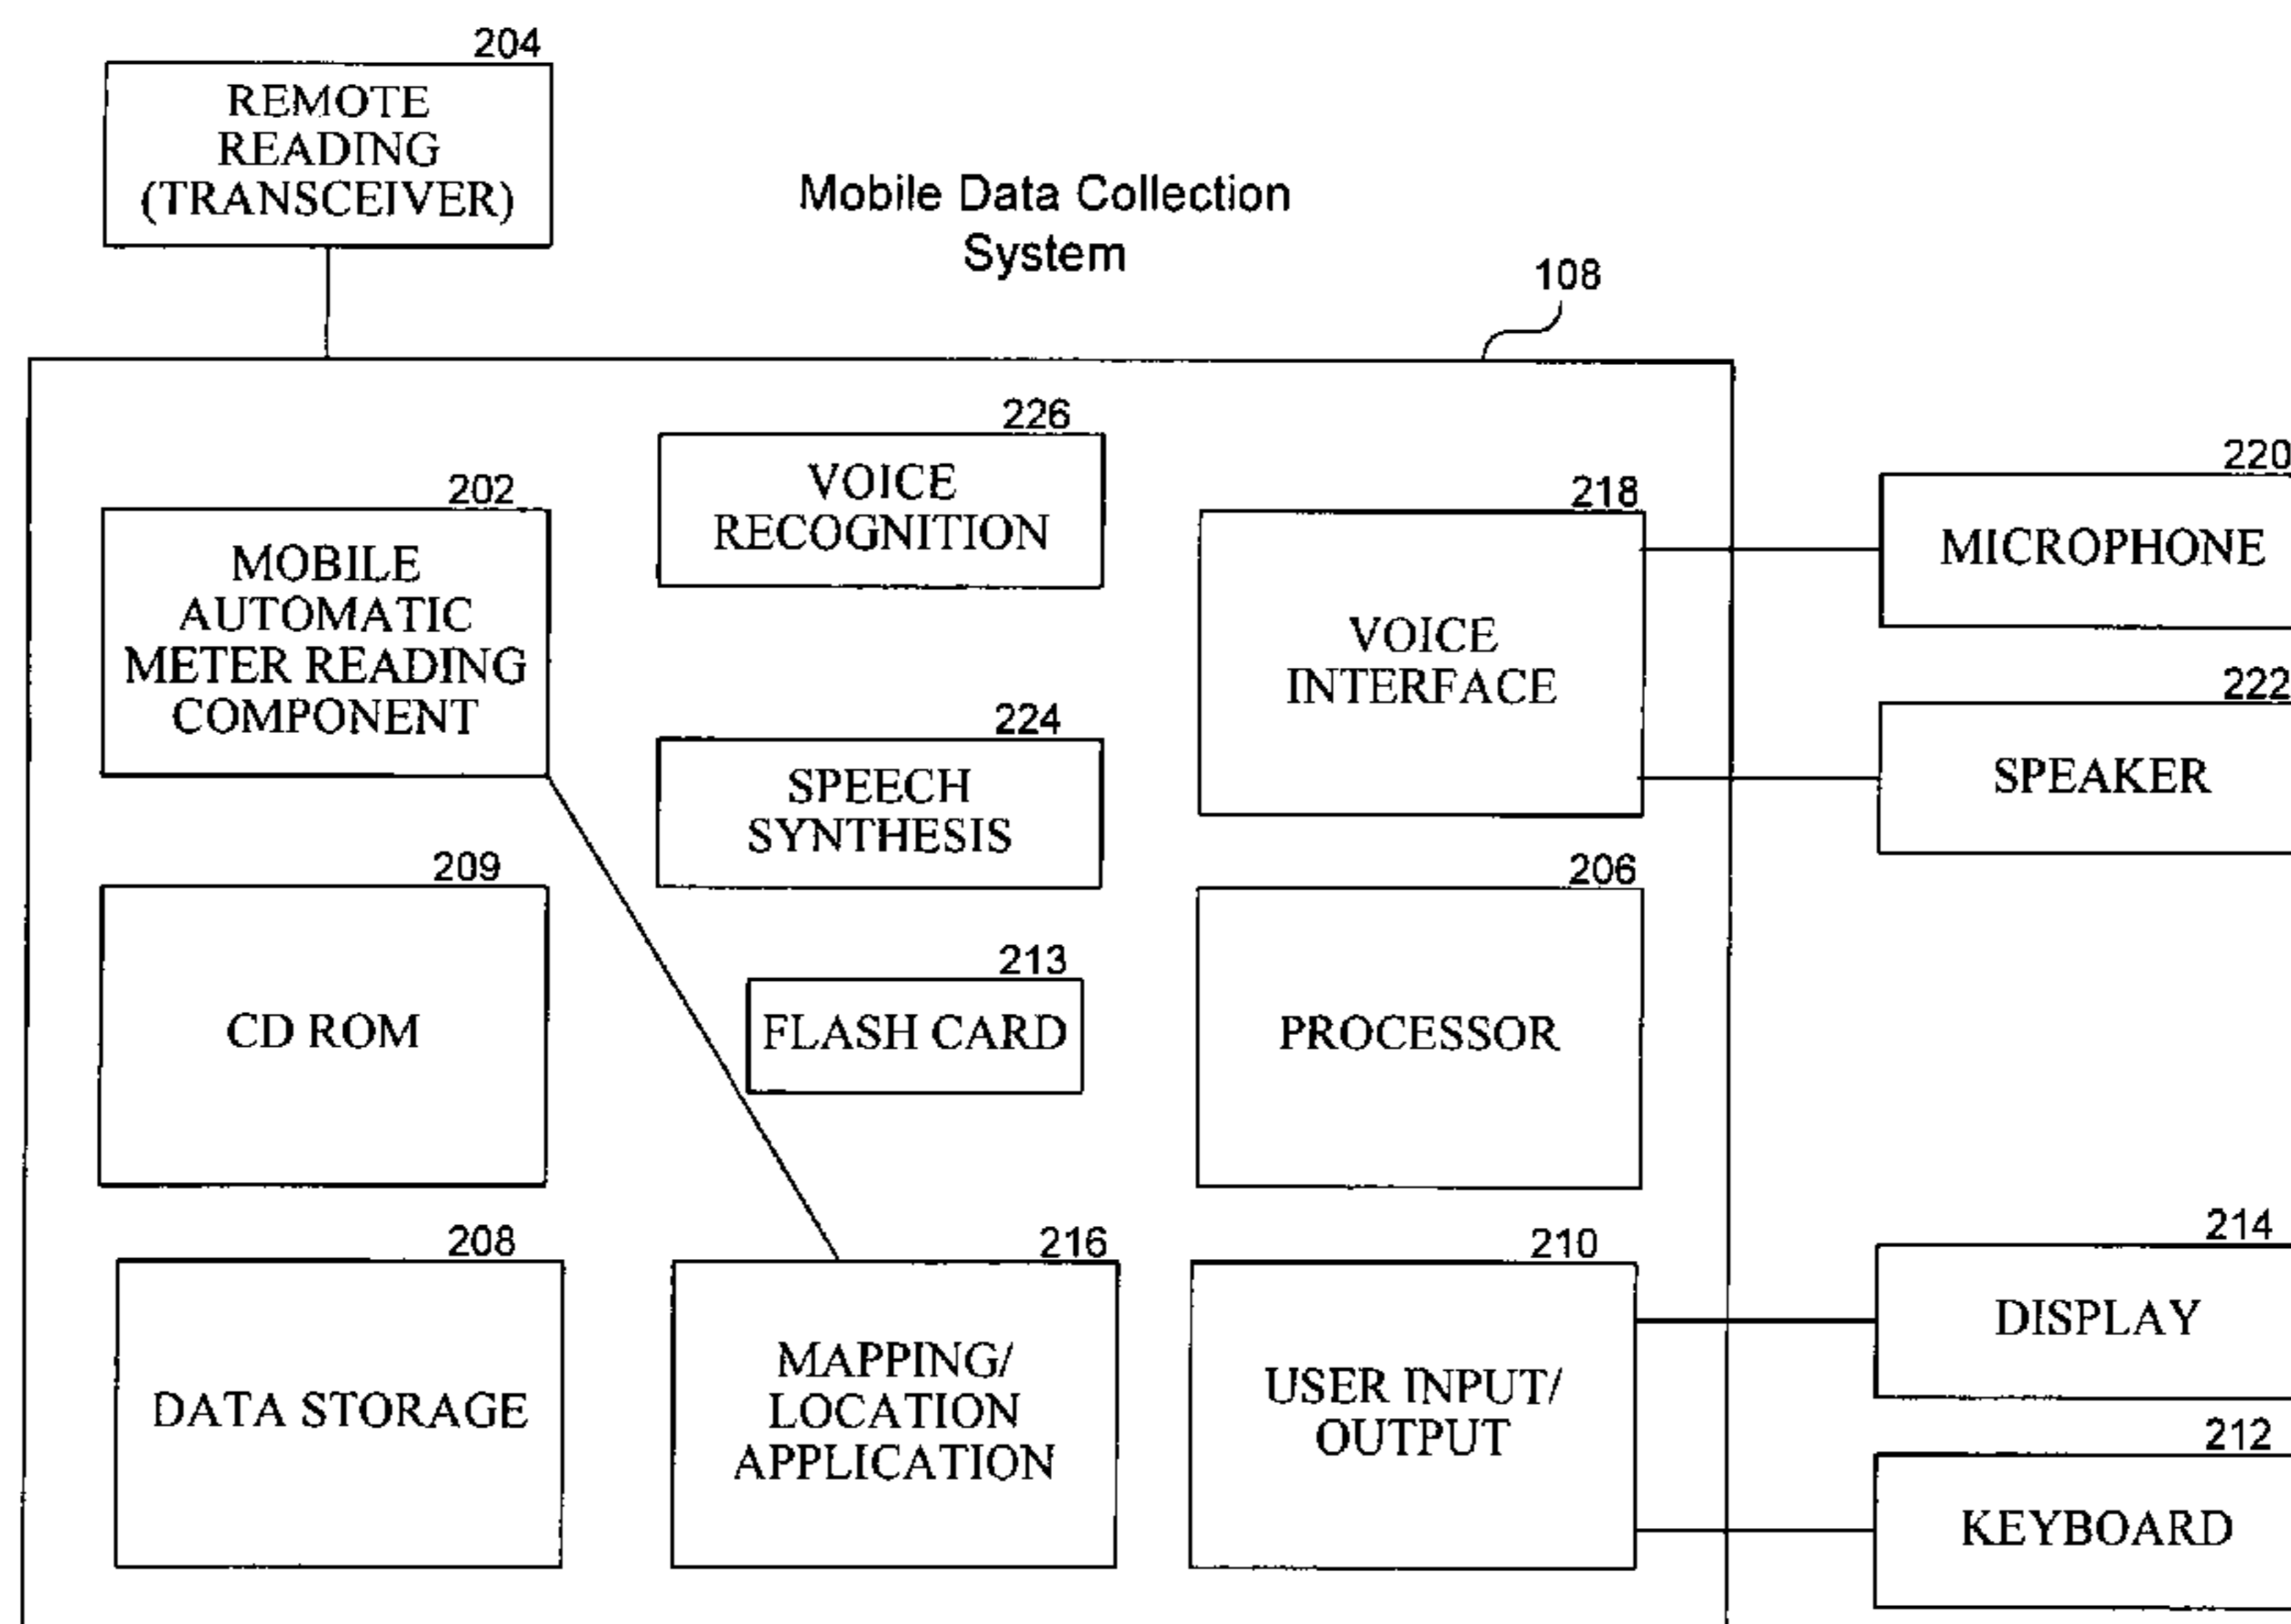 204
REMOTE
READING
(TRANSCEIVER)
Mobile Data Collection
System
108
226
VOICE
RECOGNITION
202
MOBILE
AUTOMATIC
METER READING
COMPONENT
218
VOICE
INTERFACE
220
MICROPHONE
224
SPEECH
SYNTHESIS
222
SPEAKER
209
CD ROM
213
FLASH CARD
206
PROCESSOR
208
DATA STORAGE
216
MAPPING/
LOCATION
APPLICATION
210
USER INPUT/
OUTPUT
214
DISPLAY
212
KEYBOARD